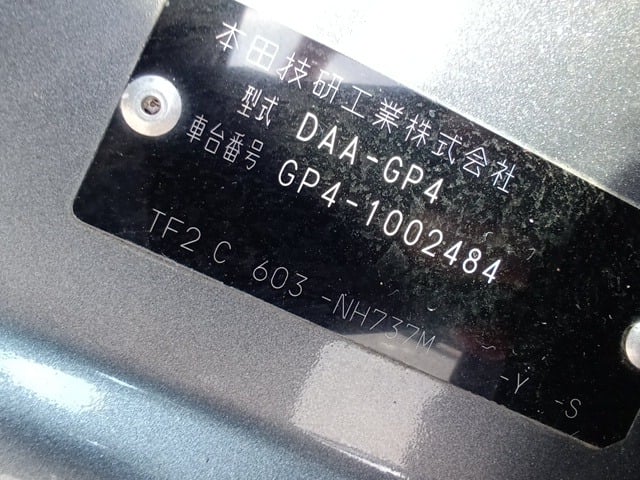 本田技研工業株式会社
型式 DAA-GP4
車台番号 GP4-1002484
TF2 C 603 -NH737M -Y -S